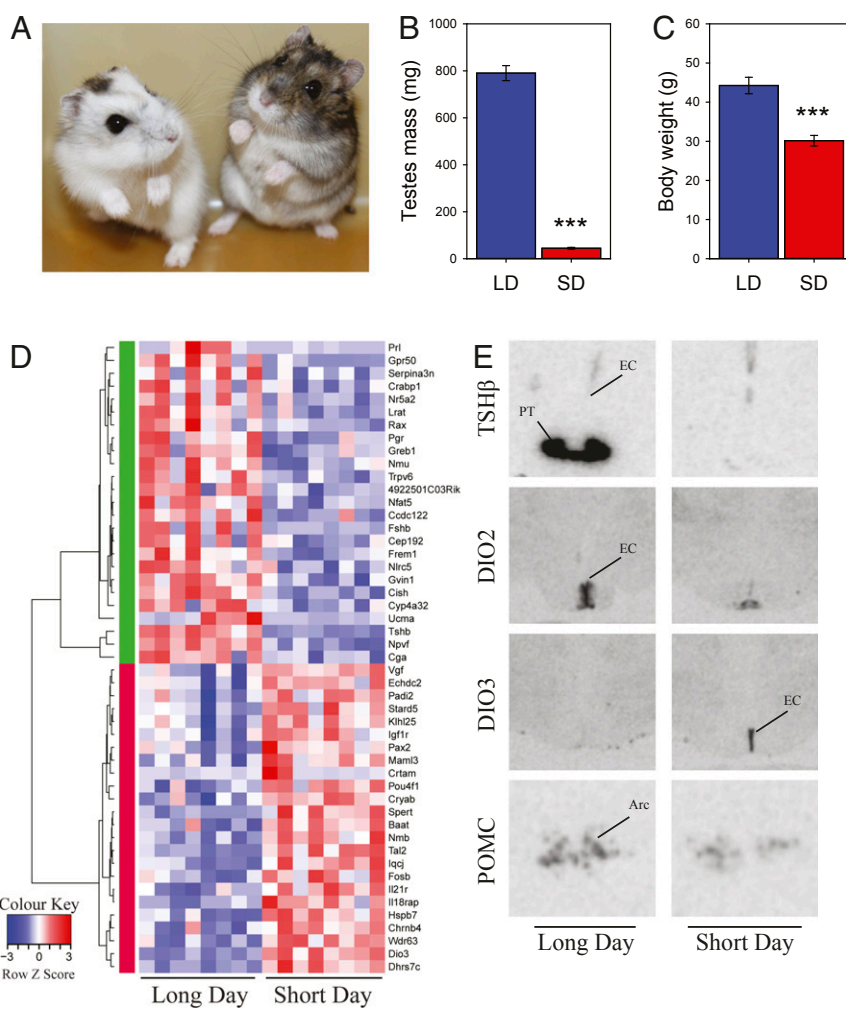 A
B
Testes mass (mg)
1000
800
600
400
200
0
***
LD
SD
C
Body weight (g)
60
50
40
30
20
10
0
***
LD
SD
D
Prl
Gpr50
Serpina3n
Crabp1
Nr5a2
Lrat
Rax
Pgr
Greb1
Nmu
Trpv6
4922501C03Rik
Nfat5
Ccdc122
Fshb
Cep192
Frem1
Nlrc5
Gvin1
Cish
Cyp4a32
Ucma
Tshb
Npvf
Cga
Vgf
Echdc2
Padi2
Stard5
Klhl25
Igf1r
Pax2
Maml3
Crtam
Pou4f1
Cryab
Spert
Baat
Nmb
Tal2
Iqcj
Fosb
Il21r
Il18rap
Hspb7
Chrnb4
Wdr63
Dio3
Dhrs7c
Colour Key
−3 0 3
Row Z Score
Long Day
Short Day
E
TSHβ
EC
PT
DIO2
EC
DIO3
EC
POMC
Arc
Long Day
Short Day